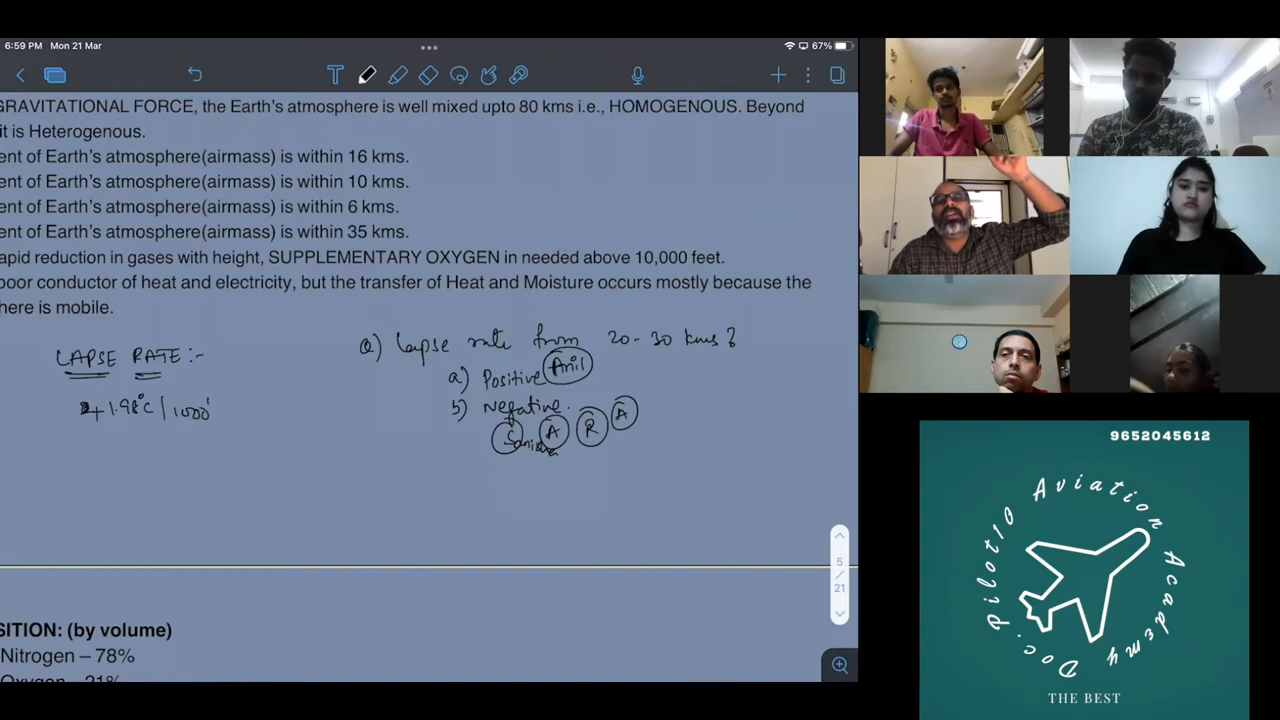 6:59 PM Mon 21 Mar
67%
GRAVITATIONAL FORCE, the Earth's atmosphere is well mixed upto 80 kms i.e., HOMOGENOUS. Beyond
it is Heterogenous.
ent of Earth's atmosphere(airmass) is within 16 kms.
ent of Earth's atmosphere(airmass) is within 10 kms.
ent of Earth's atmosphere(airmass) is within 6 kms.
ent of Earth's atmosphere(airmass) is within 35 kms.
apid reduction in gases with height, SUPPLEMENTARY OXYGEN in needed above 10,000 feet.
poor conductor of heat and electricity, but the transfer of Heat and Moisture occurs mostly because the
here is mobile.
LAPSE RATE :-
+1.98°C / 1000'
Q) Lapse rate from 20-30 kms?
a) Positive Anil
b) Negative.
A R A
5
/
21
SITION: (by volume)
Nitrogen – 78%
Oxygen – 21%
9652045612
Doc.PilotIO Aviation Academy
THE BEST